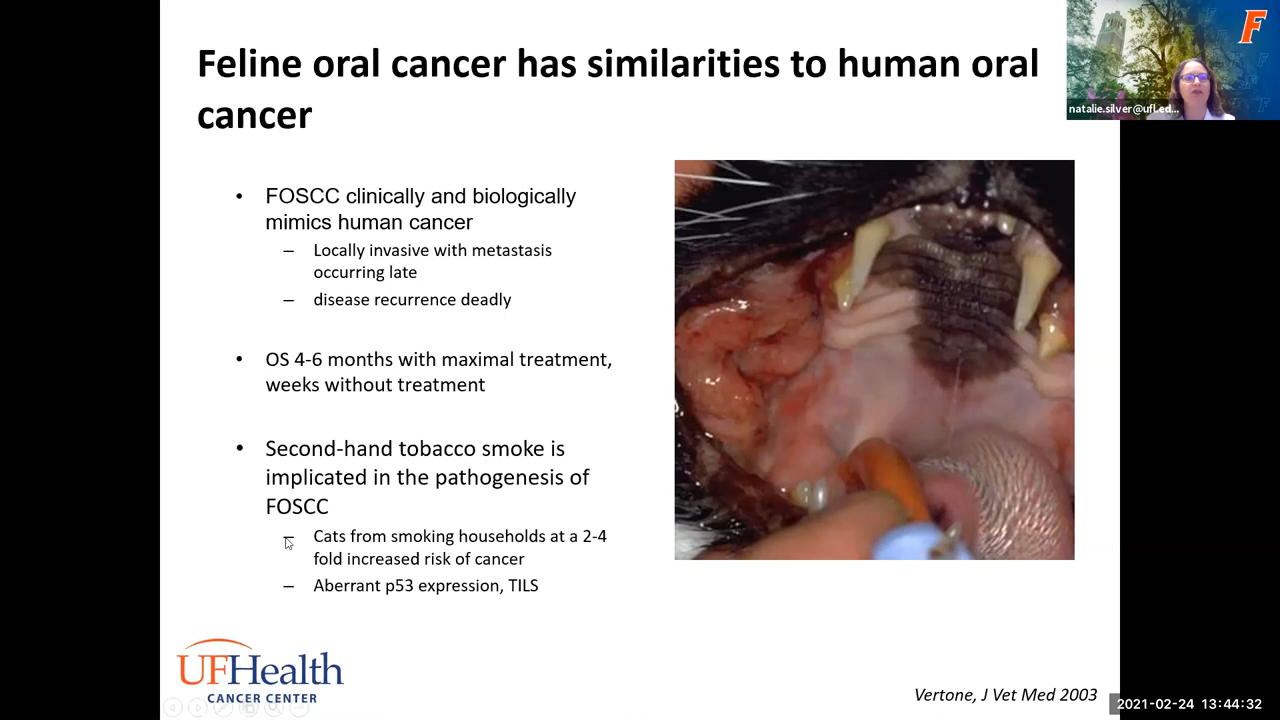 Feline oral cancer has similarities to human oral
cancer
F
natalie.silver@ufl.ed...
• FOSCC clinically and biologically
mimics human cancer
– Locally invasive with metastasis
occurring late
– disease recurrence deadly
• OS 4-6 months with maximal treatment,
weeks without treatment
• Second-hand tobacco smoke is
implicated in the pathogenesis of
FOSCC
– Cats from smoking households at a 2-4
fold increased risk of cancer
– Aberrant p53 expression, TILS
UFHealth
CANCER CENTER
Vertone, J Vet Med 2003
2021-02-24 13:44:32